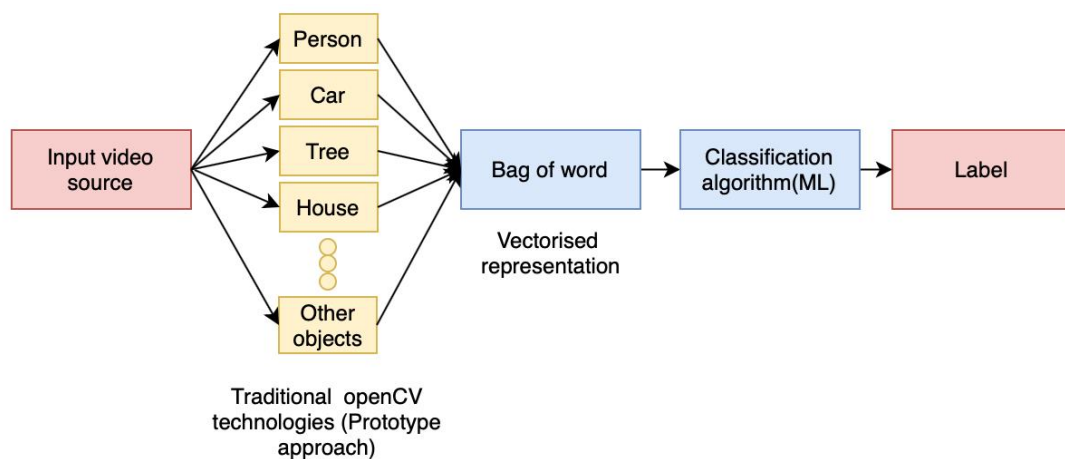 Input video
source
Person
Car
Tree
House
Other
objects
Traditional openCV
technologies (Prototype
approach)
Bag of word
Vectorised
representation
Classification
algorithm(ML)
Label